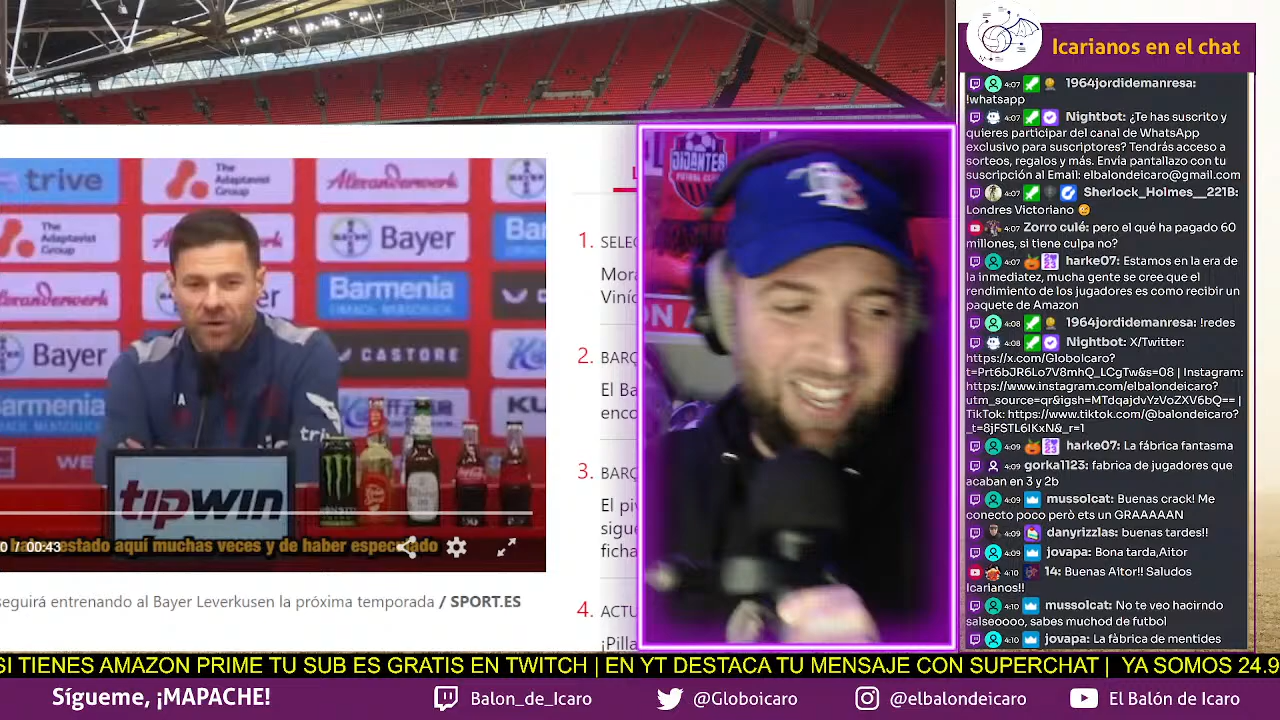 Icarianos en el chat
4:07 1964jordidemanresa:
!whatsapp
4:07 Nightbot: ¿Te has suscrito y
quieres participar del canal de WhatsApp
exclusivo para suscriptores? Tendrás acceso a
sorteos, regalos y más. Envía pantallazo con tu
suscripción al Email: elbalondeicaro@gmail.com
4:07 Sherlock_Holmes__221B:
Londres Victoriano
4:07 Zorro culé: pero el qué ha pagado 60
millones, si tiene culpa no?
4:07 harke07: Estamos en la era de
la inmediatez, mucha gente se cree que el
rendimiento de los jugadores es como recibir un
paquete de Amazon
4:08 1964jordidemanresa: !redes
4:08 Nightbot: X/Twitter:
https://x.com/GloboIcaro?
t=Prt6bJR6Lo7V8mhQ_LCgTw&s=08 | Instagram:
https://www.instagram.com/elbalondeicaro?
utm_source=qr&igsh=MTdqajdvYzVoZXV6bQ== |
TikTok: https://www.tiktok.com/@balondeicaro?
_t=8jFSTL6IKxN&_r=1
4:09 harke07: La fábrica fantasma
4:09 gorka1123: fabrica de jugadores que
acaban en 3 y 2b
4:09 mussolcat: Buenas crack! Me
conecto poco però ets un GRAAAAAN
4:09 danyrizzlas: buenas tardes!!
4:09 jovapa: Bona tarda,Aitor
4:10 14: Buenas Aitor!! Saludos
Icarianos!!
4:10 mussolcat: No te veo hacirndo
salseoooo, sabes muchod de futbol
4:10 jovapa: La fàbrica de mentides
trive
The
Adaptavist
Group
Alexanderwerk
BAYER
Bayer
Barmenia
CASTORE
tipwin
GIGANTES
1. SELEC
Mora
Viníc
2. BARÇ
El Ba
enco
3. BARÇ
El piv
sigue
ficha
4. ACTU
¡Pilla
estado aquí muchas veces y de haber especulado
0 / 00:43
seguirá entrenando al Bayer Leverkusen la próxima temporada / SPORT.ES
SI TIENES AMAZON PRIME TU SUB ES GRATIS EN TWITCH | EN YT DESTACA TU MENSAJE CON SUPERCHAT | YA SOMOS 24.9
Sígueme, ¡MAPACHE!
Balon_de_Icaro
@Globoicaro
@elbalondeicaro
El Balón de Icaro